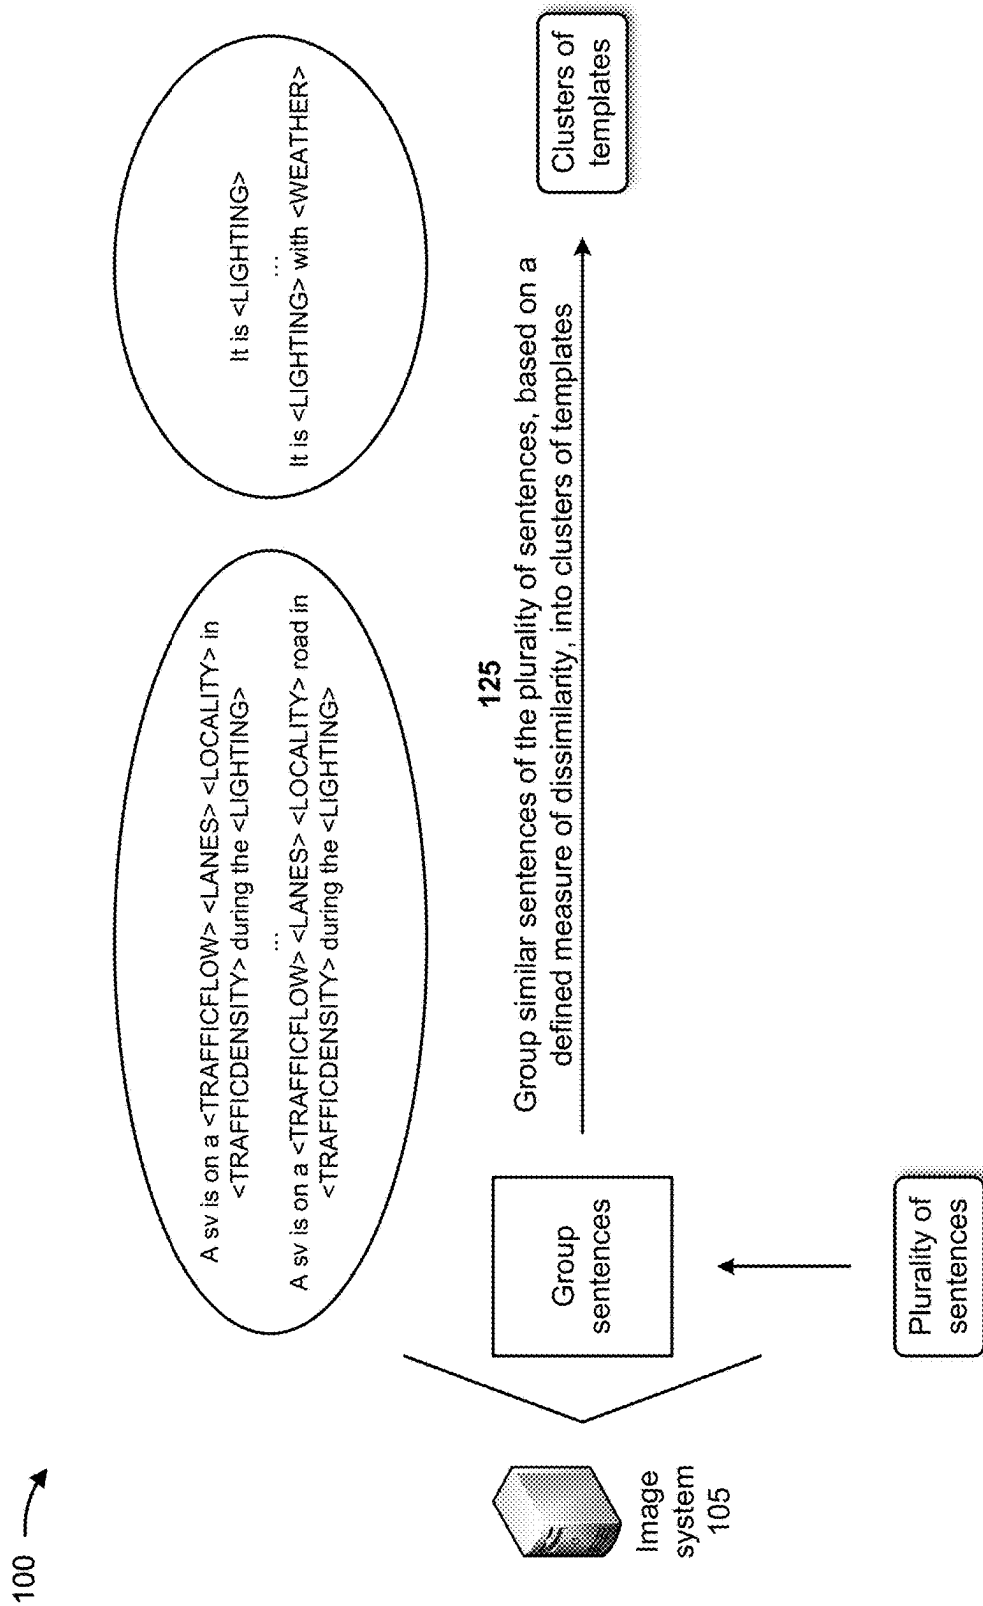 100
A sv is on a <TRAFFICFLOW> <LANES> <LOCALITY> in
<TRAFFICDENSITY> during the <LIGHTING>
...
A sv is on a <TRAFFICFLOW> <LANES> <LOCALITY> road in
<TRAFFICDENSITY> during the <LIGHTING>
It is <LIGHTING>
...
It is <LIGHTING> with <WEATHER>
125
Group similar sentences of the plurality of sentences, based on a
defined measure of dissimilarity, into clusters of templates
Image
system
105
Group
sentences
Clusters of
templates
Plurality of
sentences